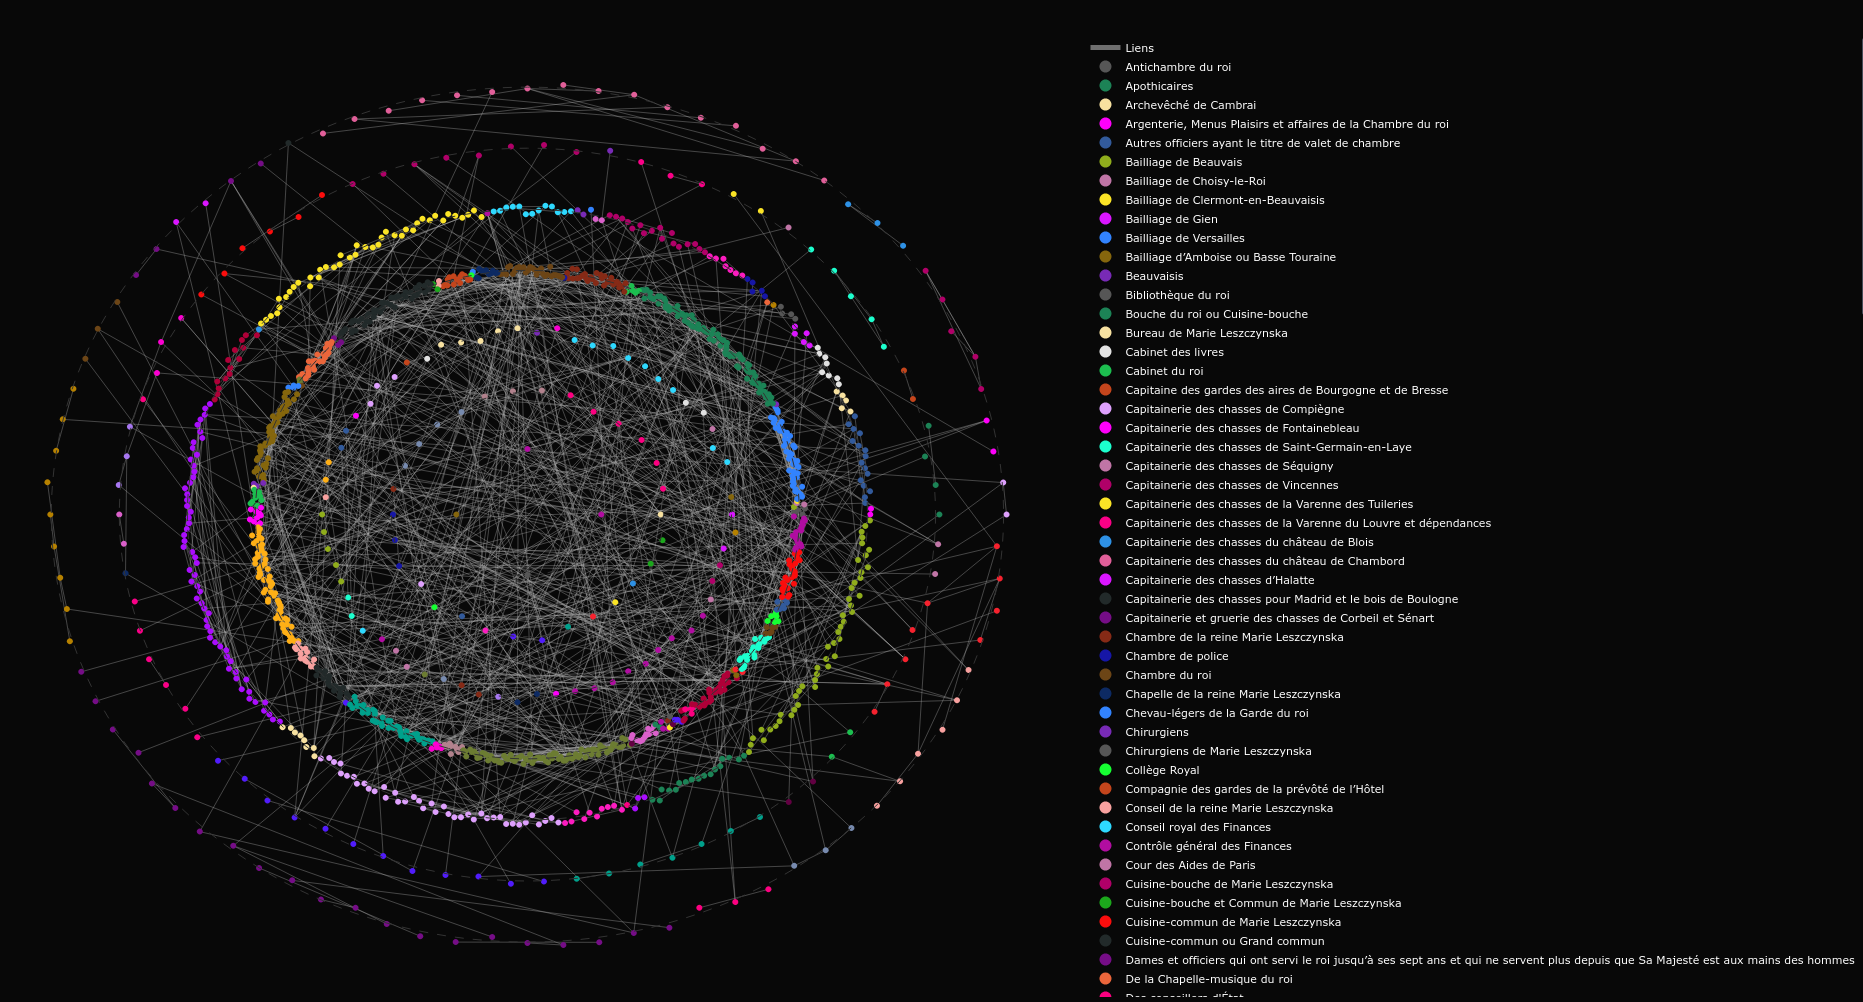 Liens
Antichambre du roi
Apothicaires
Archevêché de Cambrai
Argenterie, Menus Plaisirs et affaires de la Chambre du roi
Autres officiers ayant le titre de valet de chambre
Bailliage de Beauvais
Bailliage de Choisy-le-Roi
Bailliage de Clermont-en-Beauvaisis
Bailliage de Gien
Bailliage de Versailles
Bailliage d’Amboise ou Basse Touraine
Beauvaisis
Bibliothèque du roi
Bouche du roi ou Cuisine-bouche
Bureau de Marie Leszczynska
Cabinet des livres
Cabinet du roi
Capitaine des gardes des aires de Bourgogne et de Bresse
Capitainerie des chasses de Compiègne
Capitainerie des chasses de Fontainebleau
Capitainerie des chasses de Saint-Germain-en-Laye
Capitainerie des chasses de Séquigny
Capitainerie des chasses de Vincennes
Capitainerie des chasses de la Varenne des Tuileries
Capitainerie des chasses de la Varenne du Louvre et dépendances
Capitainerie des chasses du château de Blois
Capitainerie des chasses du château de Chambord
Capitainerie des chasses d’Halatte
Capitainerie des chasses pour Madrid et le bois de Boulogne
Capitainerie et gruerie des chasses de Corbeil et Sénart
Chambre de la reine Marie Leszczynska
Chambre de police
Chambre du roi
Chapelle de la reine Marie Leszczynska
Chevau-légers de la Garde du roi
Chirurgiens
Chirurgiens de Marie Leszczynska
Collège Royal
Compagnie des gardes de la prévôté de l’Hôtel
Conseil de la reine Marie Leszczynska
Conseil royal des Finances
Contrôle général des Finances
Cour des Aides de Paris
Cuisine-bouche de Marie Leszczynska
Cuisine-bouche et Commun de Marie Leszczynska
Cuisine-commun de Marie Leszczynska
Cuisine-commun ou Grand commun
Dames et officiers qui ont servi le roi jusqu’à ses sept ans et qui ne servent plus depuis que Sa Majesté est aux mains des hommes
De la Chapelle-musique du roi
Des conseillers d'État